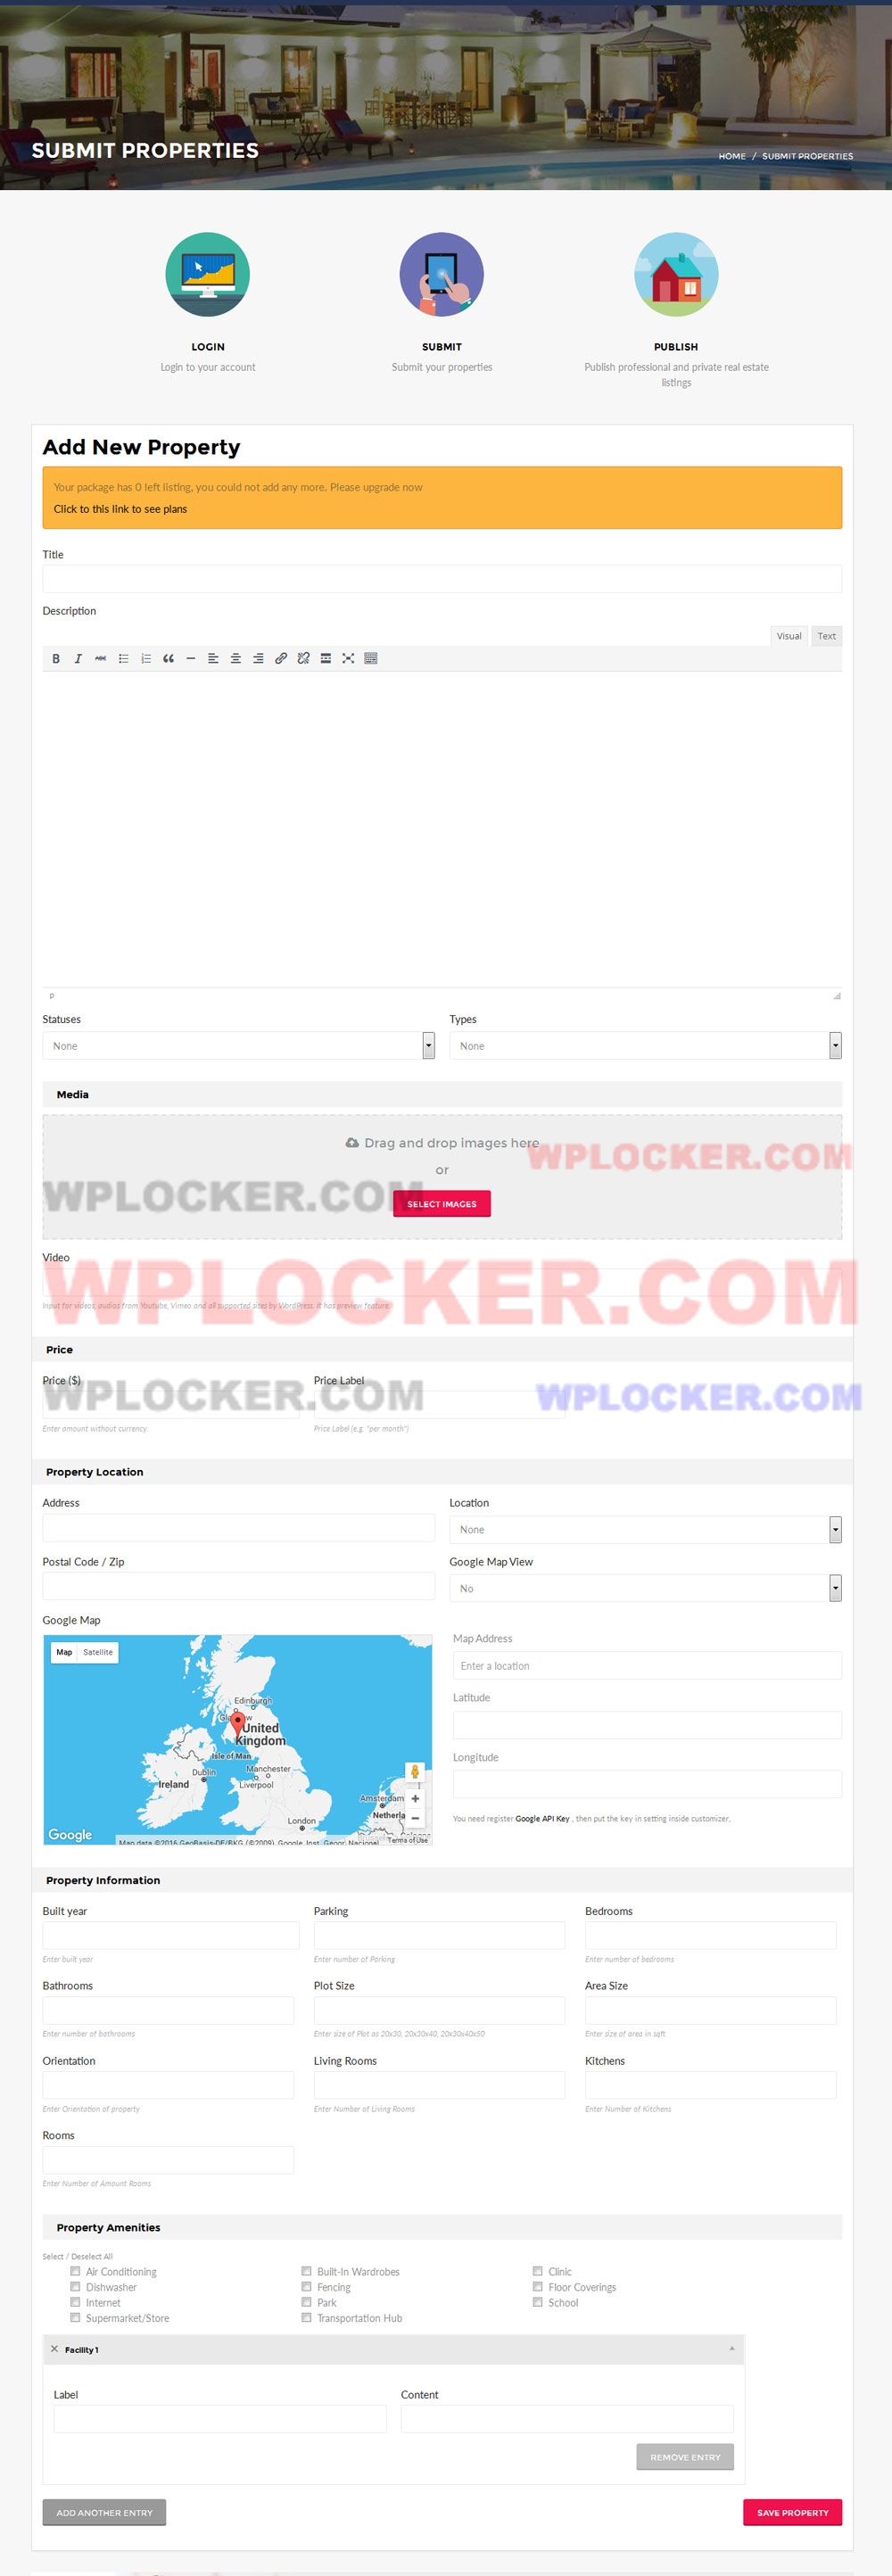 SUBMIT PROPERTIES
HOME / SUBMIT PROPERTIES
LOGIN
SUBMIT
PUBLISH
Login to your account
Submit your properties
Publish professional and private real estate
listings
Add New Property
Your package has 0 left listing, you could not add any more. Please upgrade now
Click to this link to see plans
Title
Description
Visual
Text
B I ABC
P
Statuses
Types
None
None
Media
Drag and drop images here
WPLOCKER.COM
or
WPLOCKER.COM
SELECT IMAGES
Video
WPLOCKER.COM
Input for videos, audios from Youtube, Vimeo and all supported sites by WordPress. It has preview feature.
Price
Price ($)
Price Label
WPLOCKER.COM
WPLOCKER.COM
Enter amount without currency.
Price Label (e.g. "per month")
Property Location
Address
Location
None
Postal Code / Zip
Google Map View
No
Google Map
Map Satellite
Map Address
Enter a location
Latitude
Longitude
You need register Google API Key , then put the key in setting inside customizer.
Edinburgh
United
Kingdom
Isle of Man
Dublin
Manchester
Ireland
Liverpool
Amsterdam
Netherla
London
Google
Map data ©2016 GeoBasis-DE/BKG (©2009), Google, Inst. Geogr. Nacional
Terms of Use
Property Information
Built year
Parking
Bedrooms
Enter built year
Enter number of Parking
Enter number of bedrooms
Bathrooms
Plot Size
Area Size
Enter number of bathrooms
Enter size of Plot as 20x30, 20x30x40, 20x30x40x50
Enter size of area in sqft
Orientation
Living Rooms
Kitchens
Enter Orientation of property
Enter Number of Living Rooms
Enter Number of Kitchens
Rooms
Enter Number of Amount Rooms
Property Amenities
Select / Deselect All
Air Conditioning
Built-In Wardrobes
Clinic
Dishwasher
Fencing
Floor Coverings
Internet
Park
School
Supermarket/Store
Transportation Hub
× Facility 1
Label
Content
REMOVE ENTRY
ADD ANOTHER ENTRY
SAVE PROPERTY